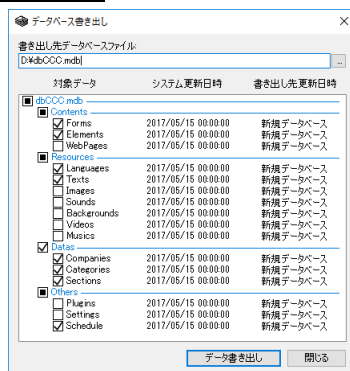 データベース書き出し
書き出し先データベースファイル:
D:¥dbCCC.mdb
...
対象データ システム更新日時 書き出し先更新日時
dbCCC.mdb
Contents
Forms 2017/05/15 00:00:00 新規データベース
Elements 2017/05/15 00:00:00 新規データベース
WebPages 2017/05/15 00:00:00 新規データベース
Resources
Languages 2017/05/15 00:00:00 新規データベース
Texts 2017/05/15 00:00:00 新規データベース
Images 2017/05/15 00:00:00 新規データベース
Sounds 2017/05/15 00:00:00 新規データベース
Backgrounds 2017/05/15 00:00:00 新規データベース
Videos 2017/05/15 00:00:00 新規データベース
Musics 2017/05/15 00:00:00 新規データベース
Datas
Companies 2017/05/15 00:00:00 新規データベース
Categories 2017/05/15 00:00:00 新規データベース
Sections 2017/05/15 00:00:00 新規データベース
Others
Plugins 2017/05/15 00:00:00 新規データベース
Settings 2017/05/15 00:00:00 新規データベース
Schedule 2017/05/15 00:00:00 新規データベース
データ書き出し 閉じる